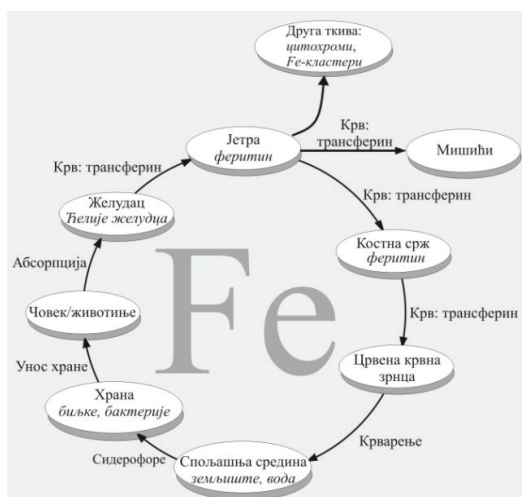 Друга ткива:
цитохроми,
Fe-кластери
Јетра
феритин
Крв:
трансферин
Мишићи
Крв: трансферин
Крв: трансферин
Желудац
Ћелије желудца
Костна срж
феритин
Абсорпција
Fe
Човек/животиње
Крв: трансферин
Унос хране
Црвена крвна
зрнца
Храна
биљке, бактерије
Крварење
Сидерофоре
Спољашња средина
земљиште, вода